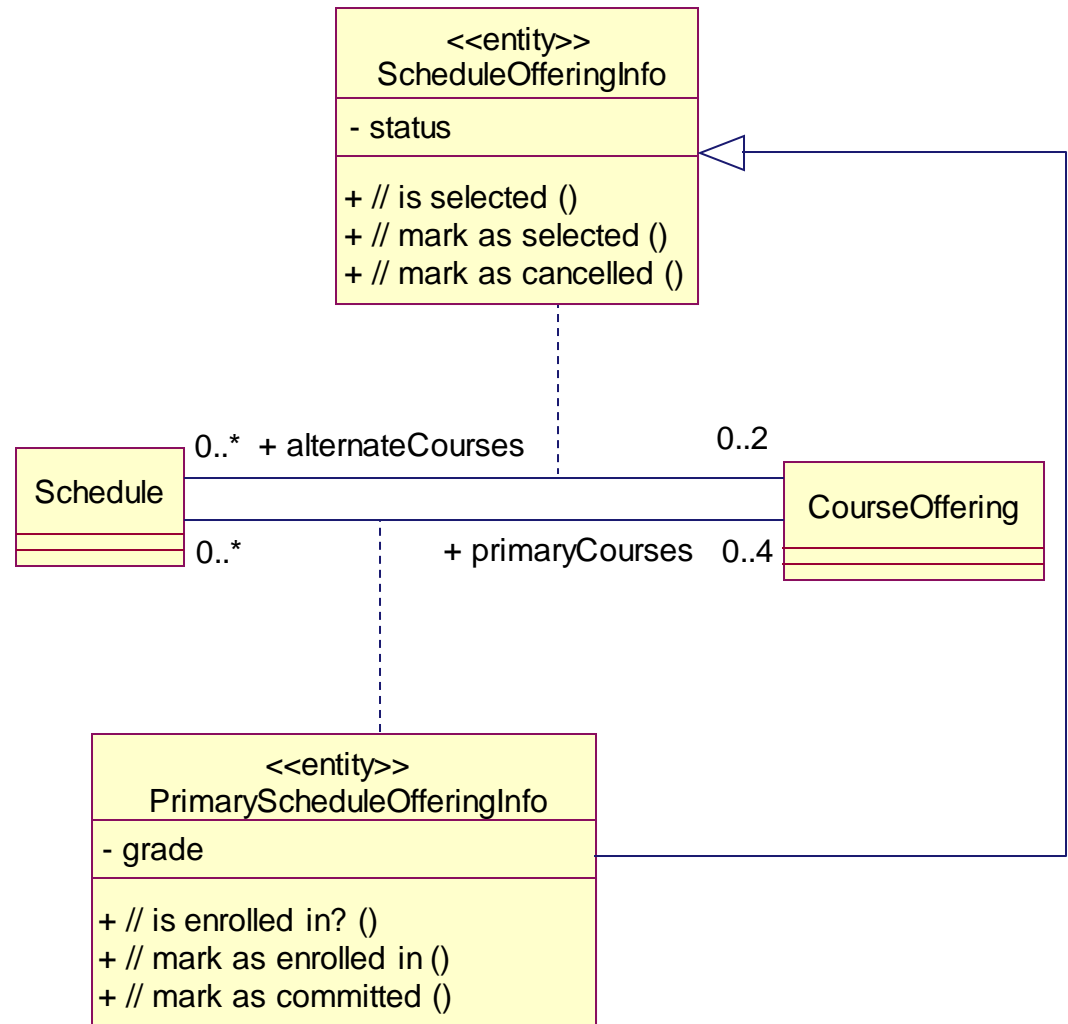 <<entity>>
ScheduleOfferingInfo
- status
+ // is selected ()
+ // mark as selected ()
+ // mark as cancelled ()
0..* + alternateCourses 0..2
Schedule
CourseOffering
0..* + primaryCourses 0..4
<<entity>>
PrimaryScheduleOfferingInfo
- grade
+ // is enrolled in? ()
+ // mark as enrolled in ()
+ // mark as committed ()